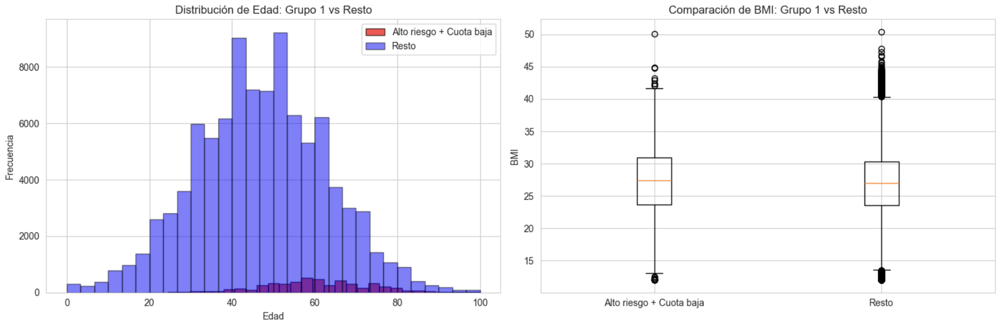 Distribución de Edad: Grupo 1 vs Resto
Alto riesgo + Cuota baja
Resto
Frecuencia
8000
6000
4000
2000
0
0 20 40 60 80 100
Edad
Comparación de BMI: Grupo 1 vs Resto
BMI
50
45
40
35
30
25
20
15
Alto riesgo + Cuota baja Resto